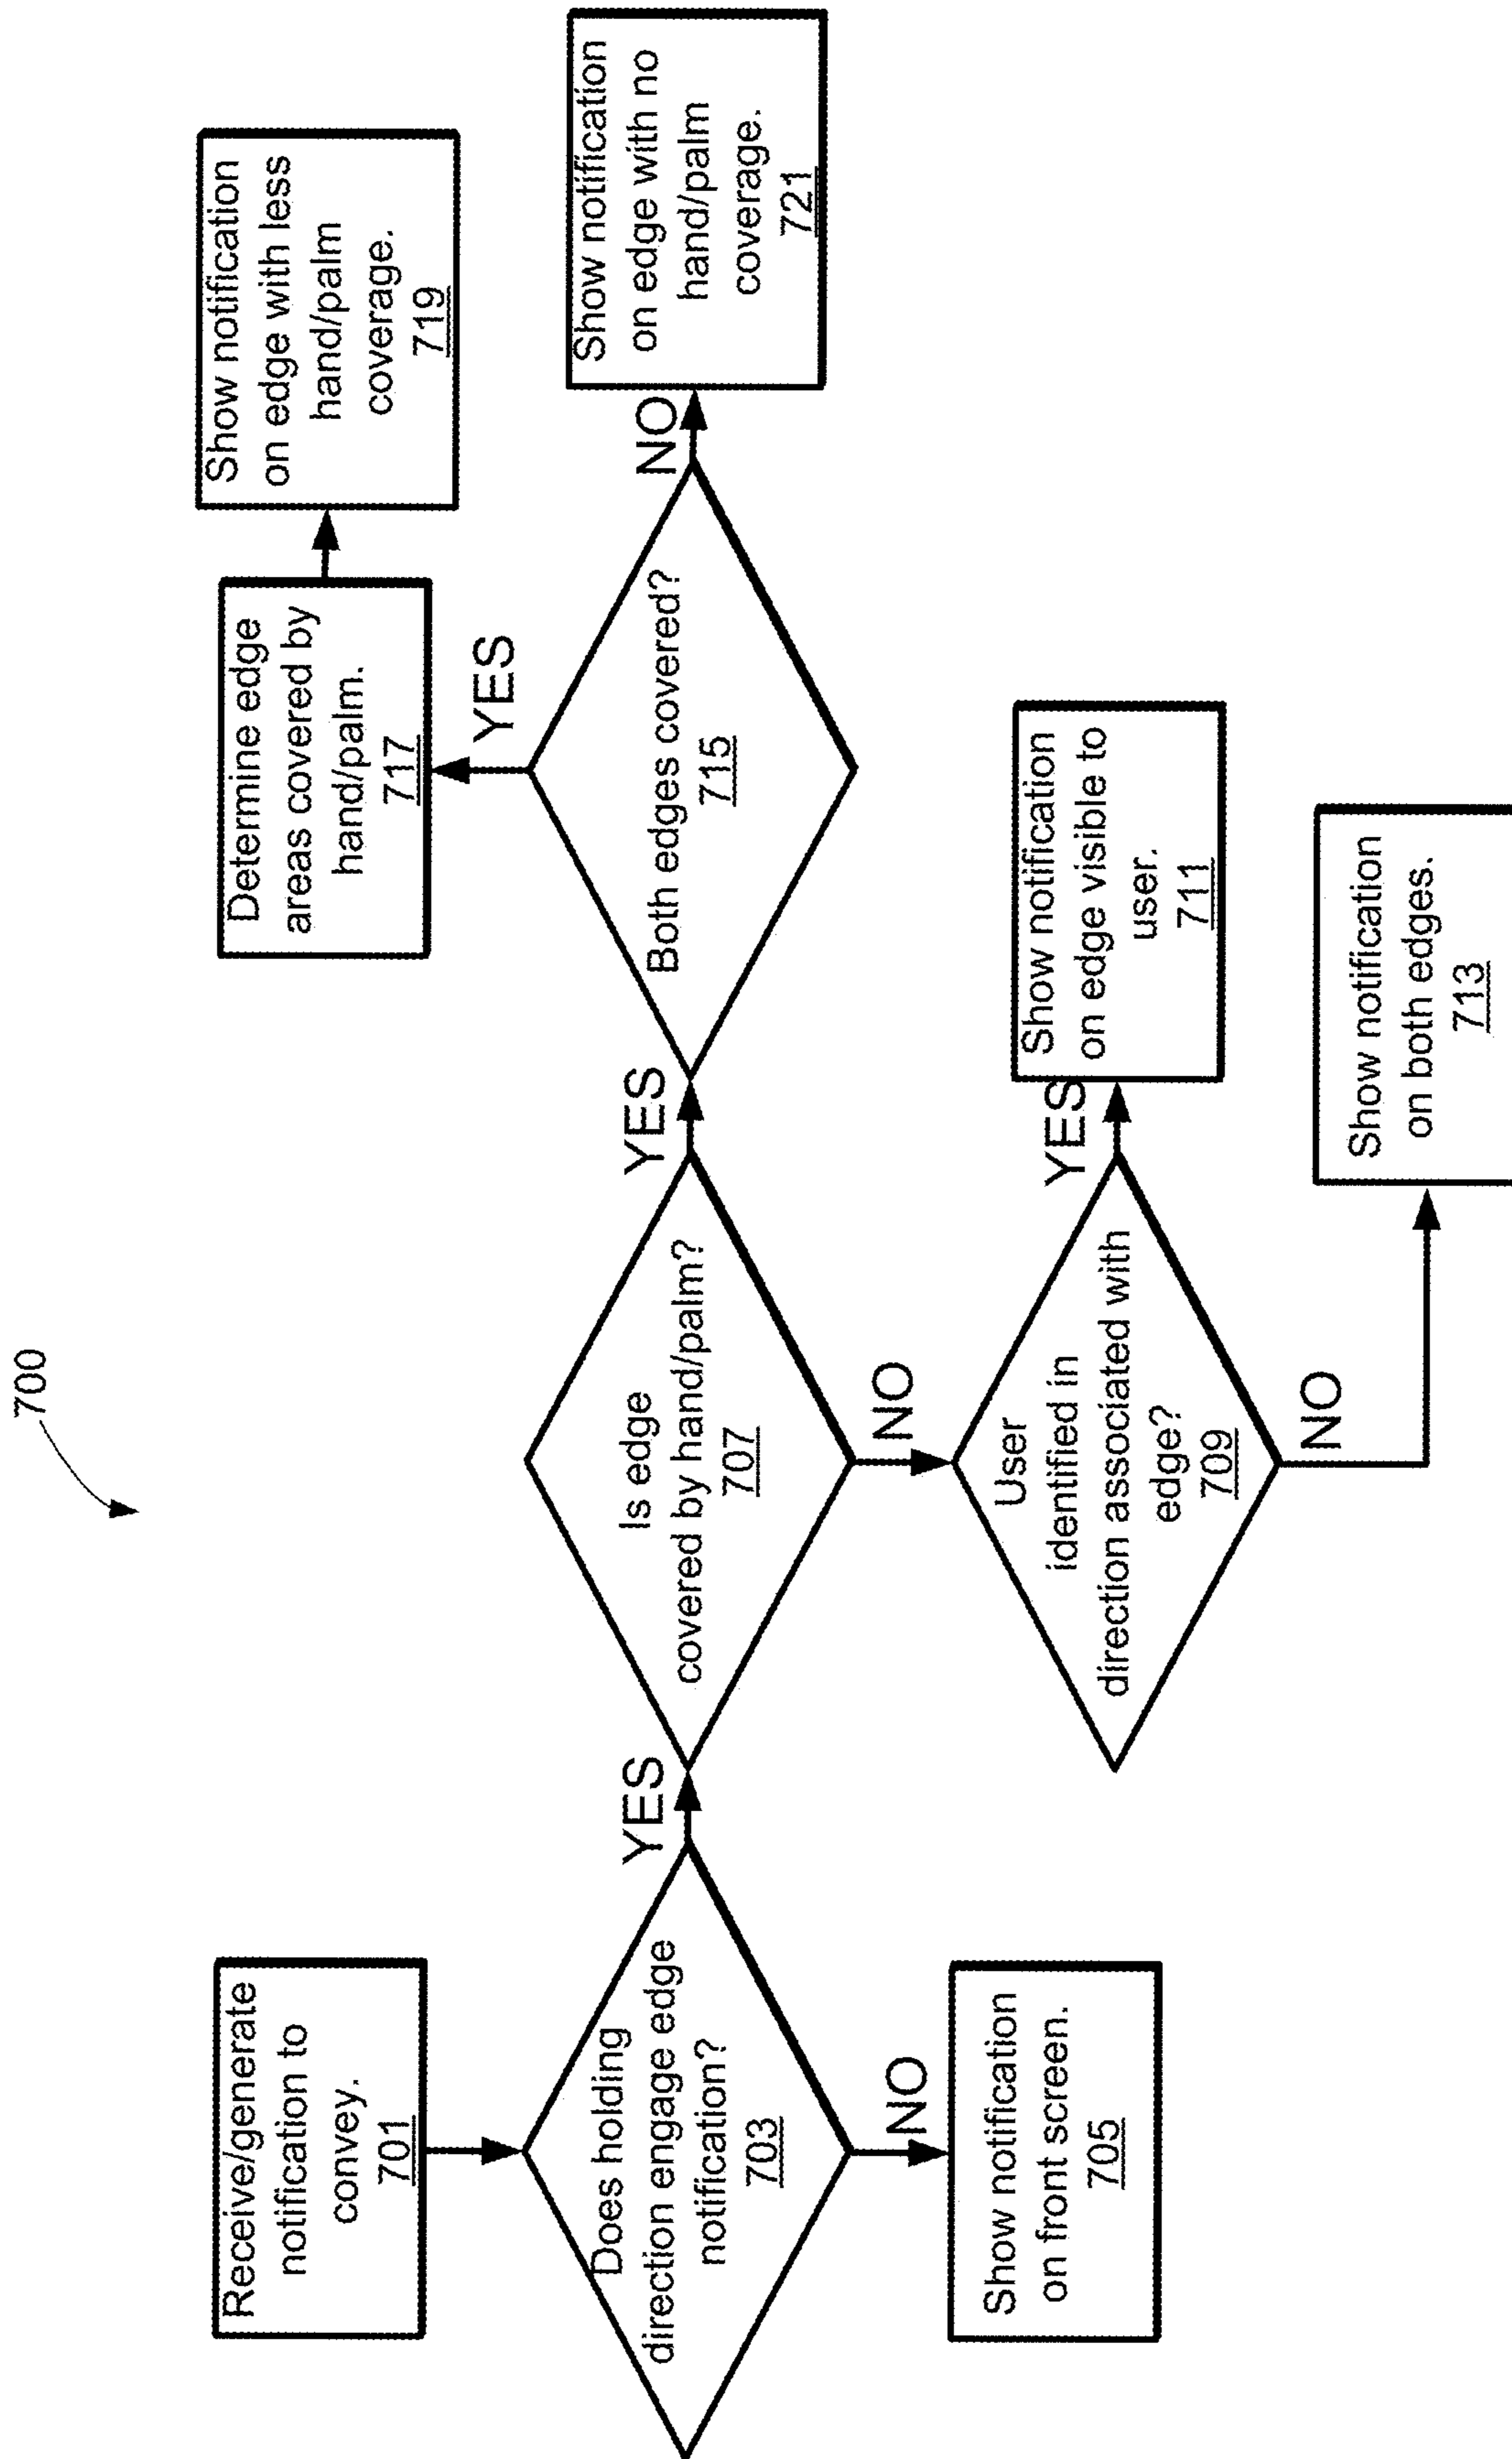 700
Receive/generate
notification to
convey.
701
Does holding
direction engage edge
notification?
703
YES
NO
Show notification
on front screen.
705
Is edge
covered by hand/palm?
707
YES
NO
User
identified in
direction associated with
edge?
709
YES
NO
Show notification
on edge visible to
user.
711
Show notification
on both edges.
713
Both edges covered?
715
YES
NO
Determine edge
areas covered by
hand/palm.
717
Show notification
on edge with less
hand/palm
coverage.
719
Show notification
on edge with no
hand/palm
coverage.
721